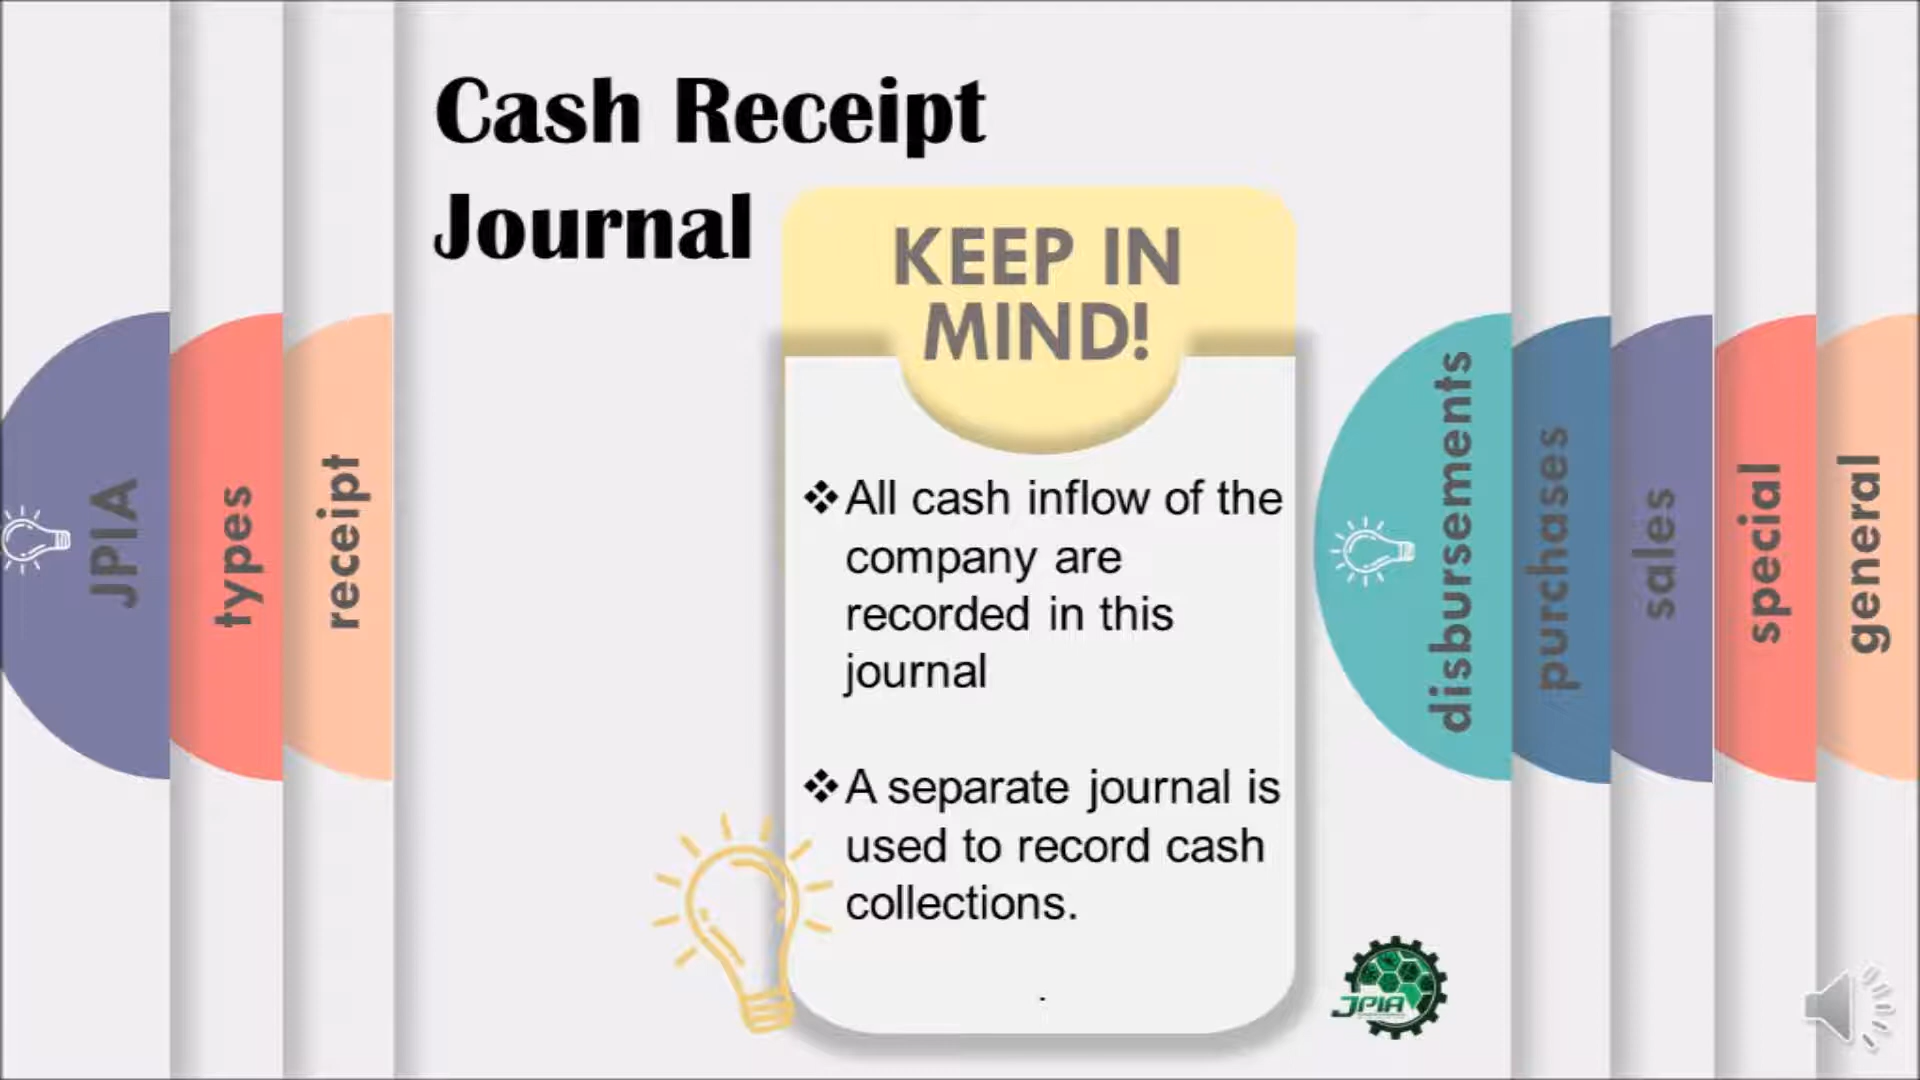 Cash Receipt
Journal
KEEP IN
MIND!
❖All cash inflow of the
company are
recorded in this
journal
❖A separate journal is
used to record cash
collections.
.
JPIA
types
receipt
disbursements
purchases
sales
special
general
JPIA